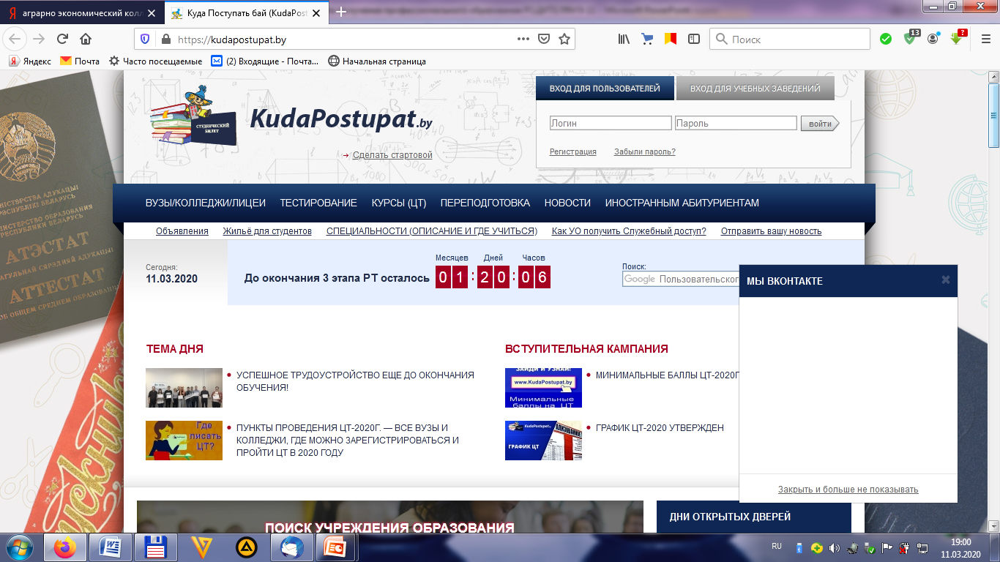 аграрно экономический кол
Куда Поступать бай (KudaPost
https://kudapostupat.by
Поиск
13
?
Яндекс
Почта
Часто посещаемые
(2) Входящие - Почта...
Начальная страница
СТУДЕНЧЕСКИЙ
БИЛЕТ
KudaPostupat.by
Сделать стартовой
ВХОД ДЛЯ ПОЛЬЗОВАТЕЛЕЙ
ВХОД ДЛЯ УЧЕБНЫХ ЗАВЕДЕНИЙ
Логин
Пароль
ВОЙТИ
Регистрация
Забыли пароль?
ВУЗЫ/КОЛЛЕДЖИ/ЛИЦЕИ
ТЕСТИРОВАНИЕ
КУРСЫ (ЦТ)
ПЕРЕПОДГОТОВКА
НОВОСТИ
ИНОСТРАННЫМ АБИТУРИЕНТАМ
Объявления
Жильё для студентов
СПЕЦИАЛЬНОСТИ (ОПИСАНИЕ И ГДЕ УЧИТЬСЯ)
Как УО получить Служебный доступ?
Отправить вашу новость
АТЭСТАТ
АТТЕСТАТ
Сегодня:
11.03.2020
До окончания 3 этапа РТ осталось
Месяцев Дней Часов
01:20:06
Поиск:
Google Пользовательског
МЫ ВКОНТАКТЕ
Закрыть и больше не показывать
ТЕМА ДНЯ
УСПЕШНОЕ ТРУДОУСТРОЙСТВО ЕЩЕ ДО ОКОНЧАНИЯ
ОБУЧЕНИЯ!
Где
писать
ЦТ?
ПУНКТЫ ПРОВЕДЕНИЯ ЦТ-2020Г. — ВСЕ ВУЗЫ И
КОЛЛЕДЖИ, ГДЕ МОЖНО ЗАРЕГИСТРИРОВАТЬСЯ И
ПРОЙТИ ЦТ В 2020 ГОДУ
ВСТУПИТЕЛЬНАЯ КАМПАНИЯ
ЗАЙДИ И УЗНАЙ!
www.KudaPostupat.by
Минимальные
баллы на ЦТ
МИНИМАЛЬНЫЕ БАЛЛЫ ЦТ-2020Г
ГРАФИК ЦТ
ГРАФИК ЦТ-2020 УТВЕРЖДЕН
ПОИСК УЧРЕЖДЕНИЯ ОБРАЗОВАНИЯ
ДНИ ОТКРЫТЫХ ДВЕРЕЙ
RU
19:00
11.03.2020